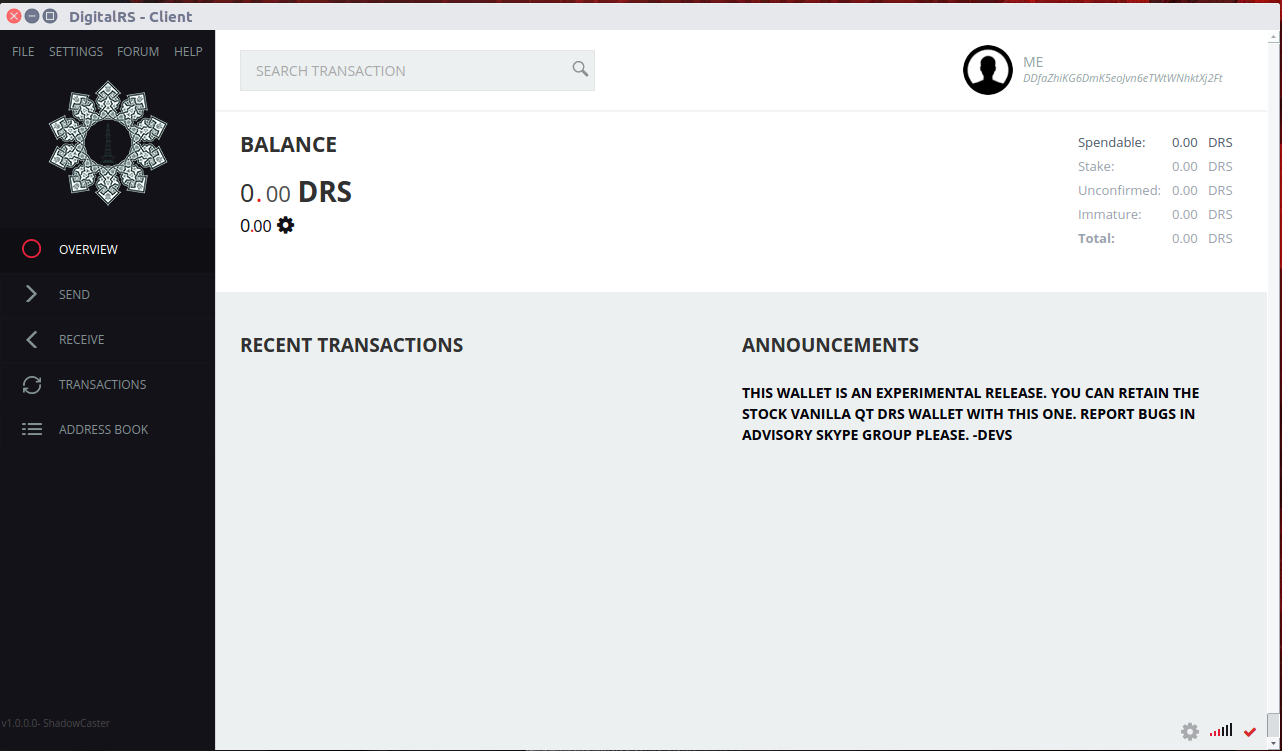 DigitalRS - Client
FILE SETTINGS FORUM HELP
SEARCH TRANSACTION
ME
DDfaZhiKG6DmK5eoJvn6eTWtWNhktXj2Ft
OVERVIEW
SEND
RECEIVE
TRANSACTIONS
ADDRESS BOOK
BALANCE
0.00 DRS
0.00
Spendable: 0.00 DRS
Stake: 0.00 DRS
Unconfirmed: 0.00 DRS
Immature: 0.00 DRS
Total: 0.00 DRS
RECENT TRANSACTIONS
ANNOUNCEMENTS
THIS WALLET IS AN EXPERIMENTAL RELEASE. YOU CAN RETAIN THE
STOCK VANILLA QT DRS WALLET WITH THIS ONE. REPORT BUGS IN
ADVISORY SKYPE GROUP PLEASE. -DEVS
v1.0.0.0- ShadowCaster